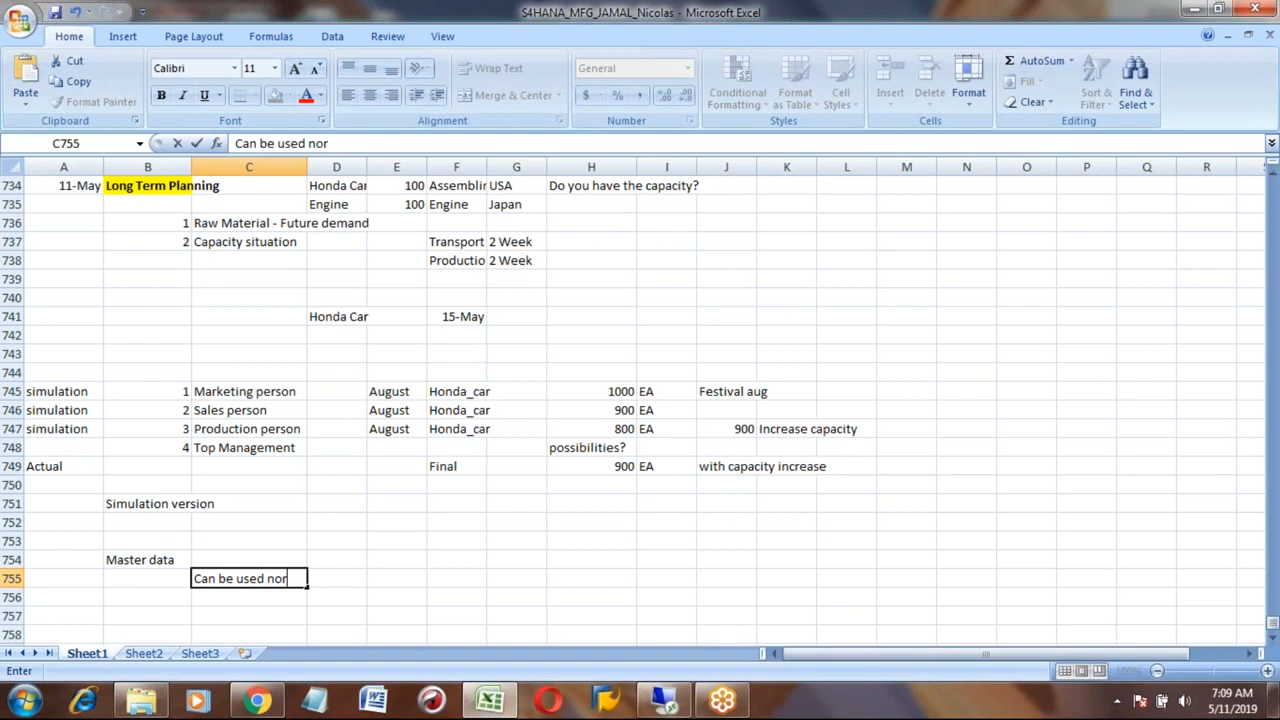 S4HANA_MFG_JAMAL_Nicolas - Microsoft Excel
Home Insert Page Layout Formulas Data Review View
Cut
Copy
Format Painter
Paste
Clipboard
Calibri 11
B I U
Font
Wrap Text
Merge & Center
Alignment
General
$ % ,
Number
Conditional Formatting
Format as Table
Cell Styles
Styles
Insert Delete Format
Cells
AutoSum
Fill
Clear
Sort & Filter
Find & Select
Editing
C755 fx Can be used nor
A B C D E F G H I J K L M N O P Q R
734 11-May Long Term Planning Honda Car 100 Assemblin USA Do you have the capacity?
735 Engine 100 Engine Japan
736 1 Raw Material - Future demand
737 2 Capacity situation Transport 2 Week
738 Productio 2 Week
739
740
741 Honda Car 15-May
742
743
744
745 simulation 1 Marketing person August Honda_car 1000 EA Festival aug
746 simulation 2 Sales person August Honda_car 900 EA
747 simulation 3 Production person August Honda_car 800 EA 900 Increase capacity
748 4 Top Management possibilities?
749 Actual Final 900 EA with capacity increase
750
751 Simulation version
752
753
754 Master data
755 Can be used nor
756
757
758
Sheet1 Sheet2 Sheet3
Enter 100%
7:09 AM
5/11/2019